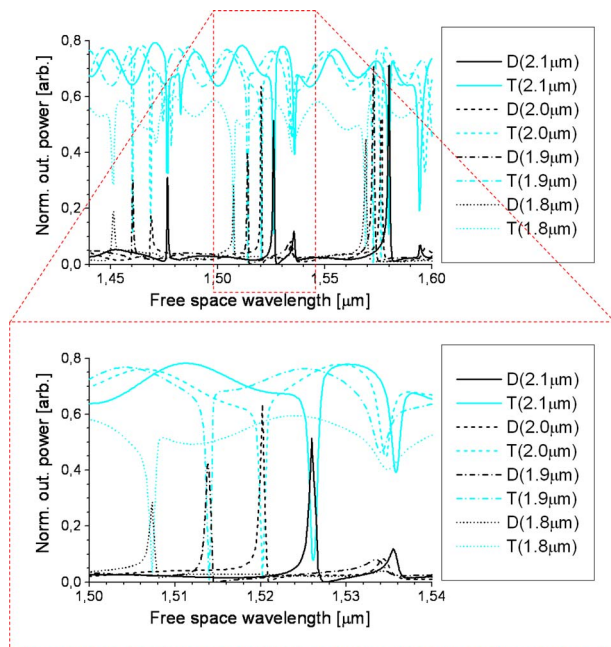 0,8
0,6
0,4
0,2
0,0
Norm. out. power [arb.]
1,45 1,50 1,55 1,60
Free space wavelength [μm]
D(2.1μm)
T(2.1μm)
D(2.0μm)
T(2.0μm)
D(1.9μm)
T(1.9μm)
D(1.8μm)
T(1.8μm)
0,8
0,6
0,4
0,2
0,0
Norm. out. power [arb.]
1,50 1,51 1,52 1,53 1,54
Free space wavelength [μm]
D(2.1μm)
T(2.1μm)
D(2.0μm)
T(2.0μm)
D(1.9μm)
T(1.9μm)
D(1.8μm)
T(1.8μm)